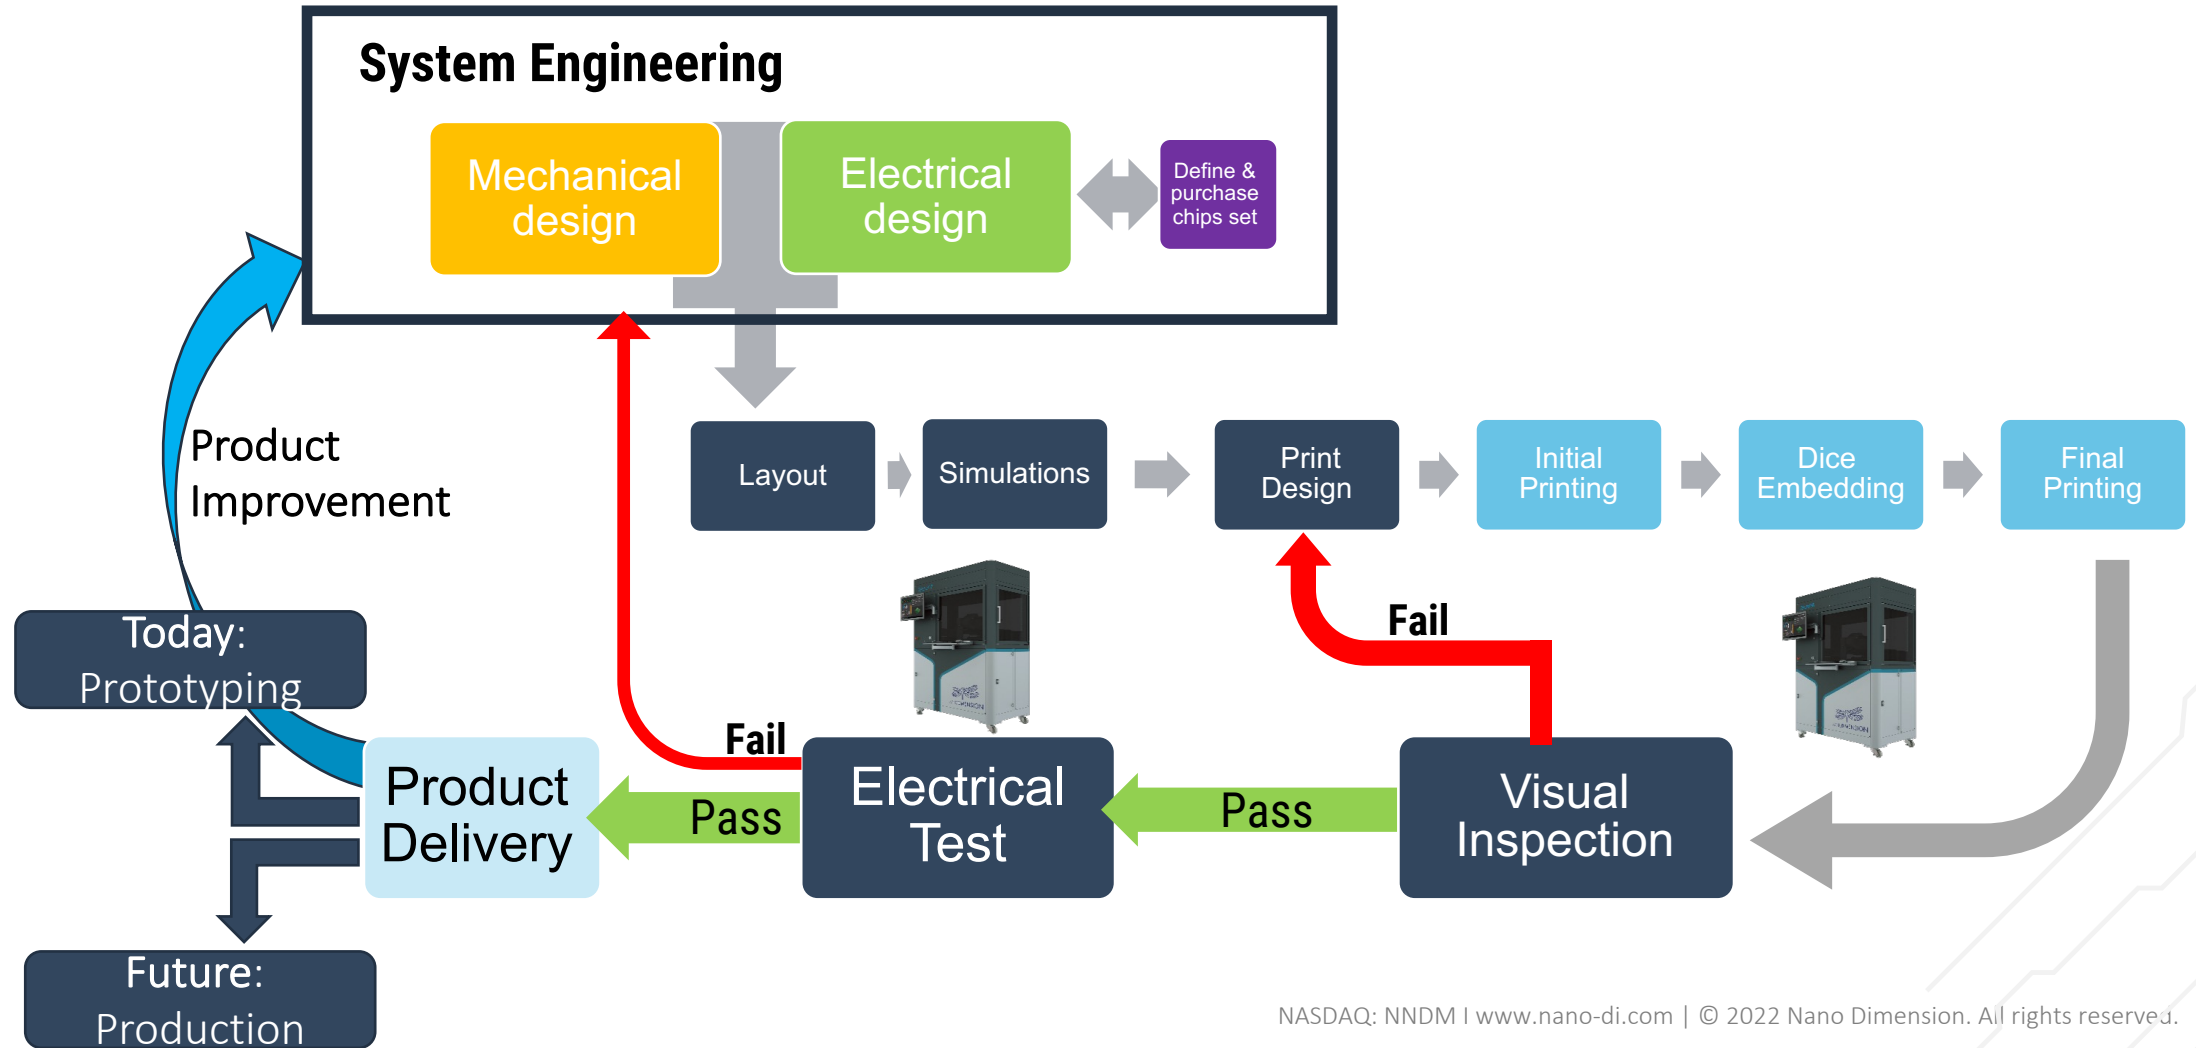 System Engineering
Mechanical
design
Electrical
design
Define &
purchase
chips set
Product
Improvement
Layout
Simulations
Print
Design
Initial
Printing
Dice
Embedding
Final
Printing
Today:
Prototyping
Fail
Fail
Product
Delivery
Pass
Electrical
Test
Pass
Visual
Inspection
Future:
Production
NASDAQ: NNDM I www.nano-di.com | © 2022 Nano Dimension. All rights reserved.